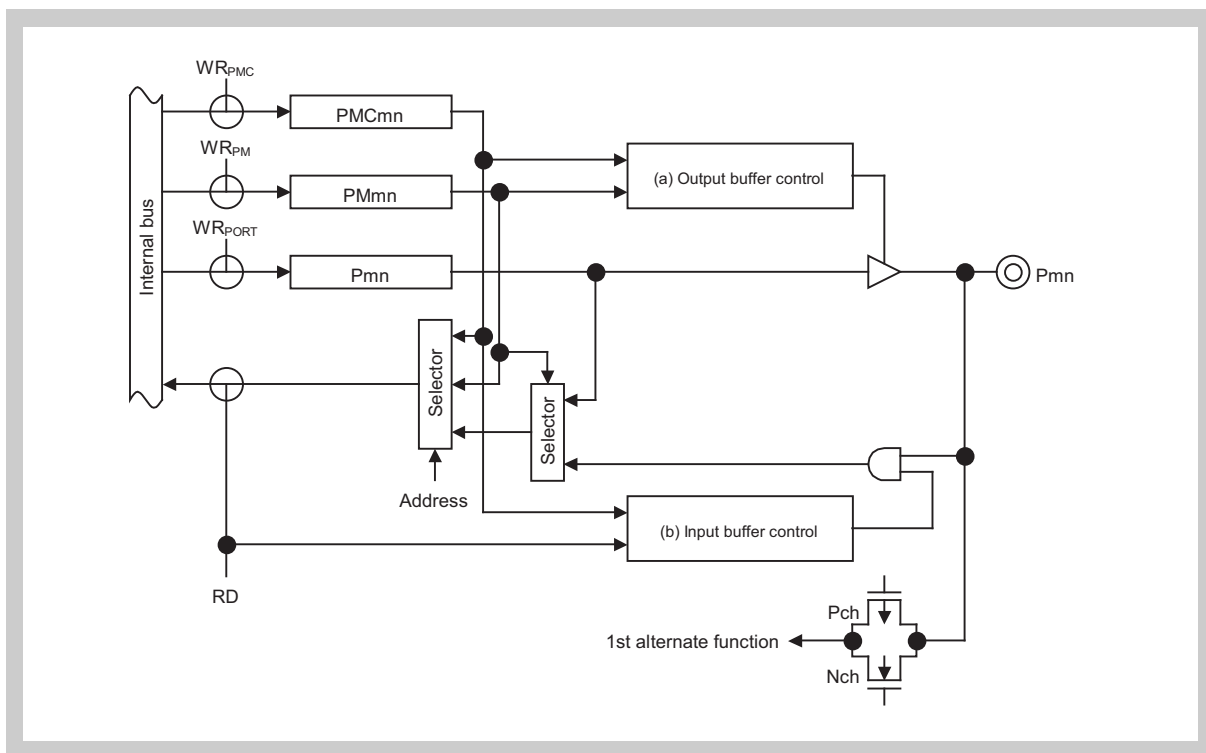 WRPMC
PMCmn
WRPM
PMmn
(a) Output buffer control
WRPORT
Pmn
Pmn
Internal bus
Selector
Selector
Address
(b) Input buffer control
RD
Pch
1st alternate function
Nch